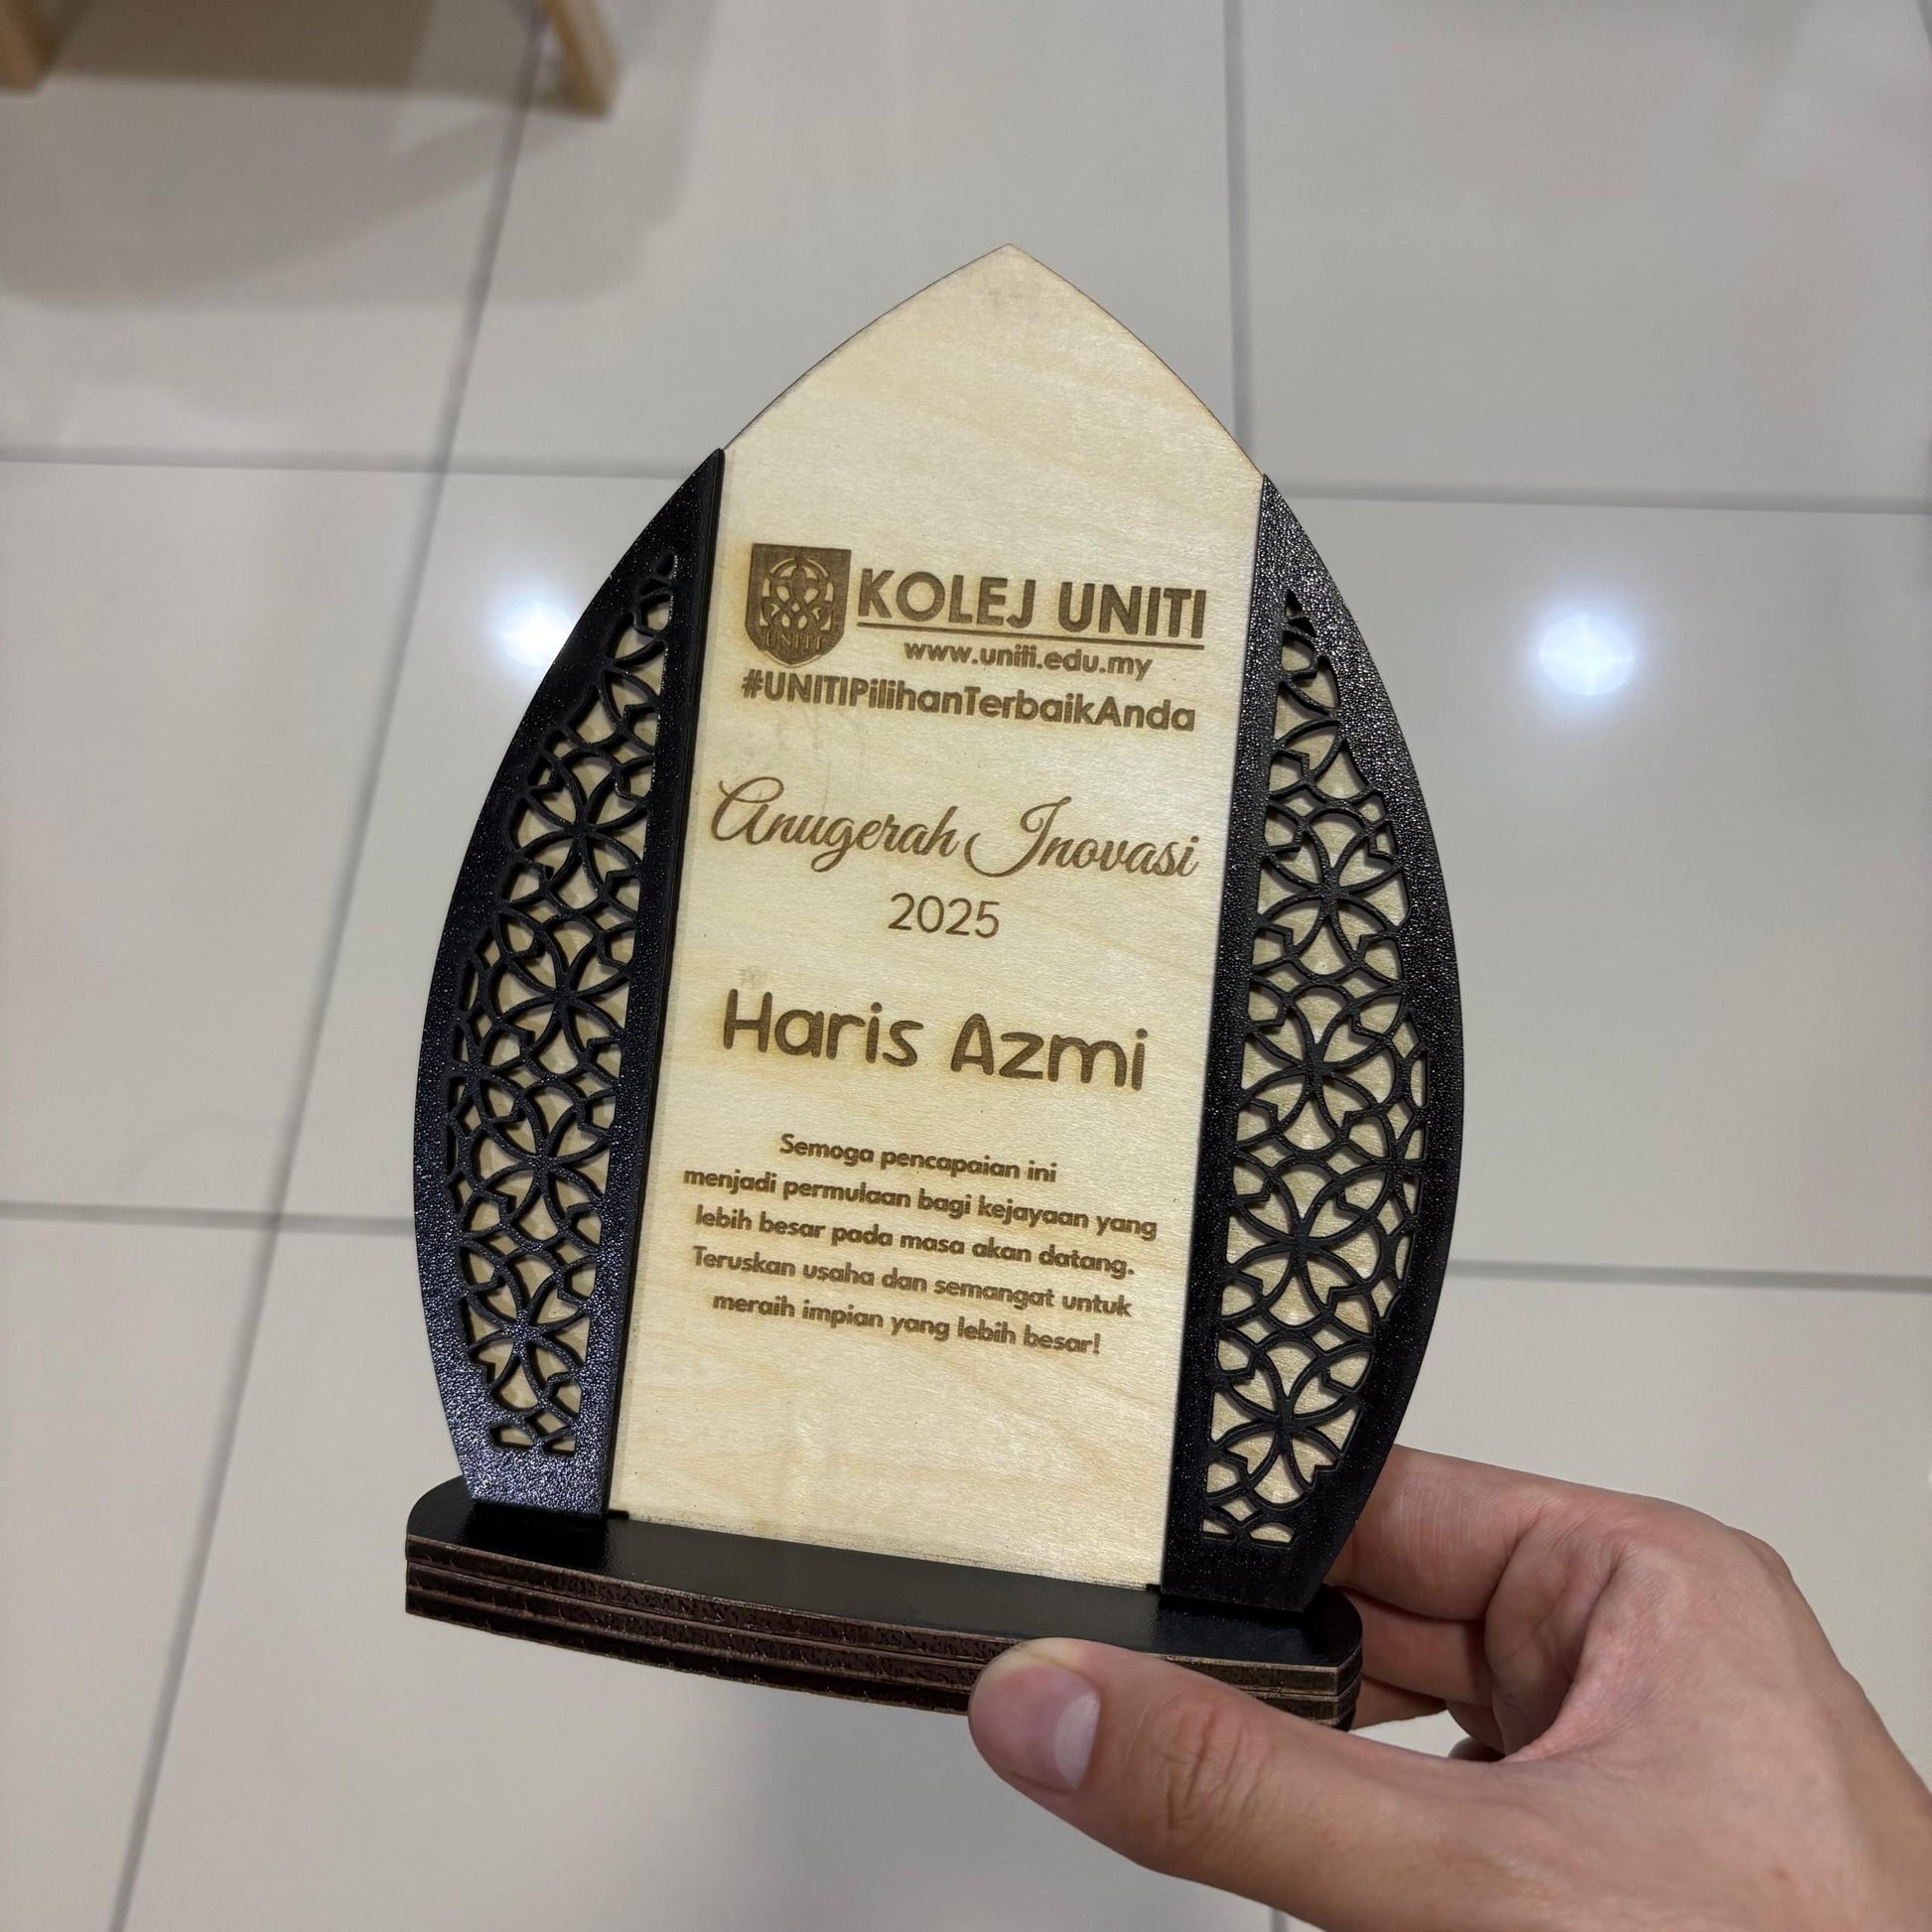 UNITI
KOLEJ UNITI
www.uniti.edu.my
#UNITIPilihanTerbaikAnda
Anugerah Inovasi
2025
Haris Azmi
Semoga pencapaian ini
menjadi permulaan bagi kejayaan yang
lebih besar pada masa akan datang.
Teruskan usaha dan semangat untuk
meraih impian yang lebih besar!